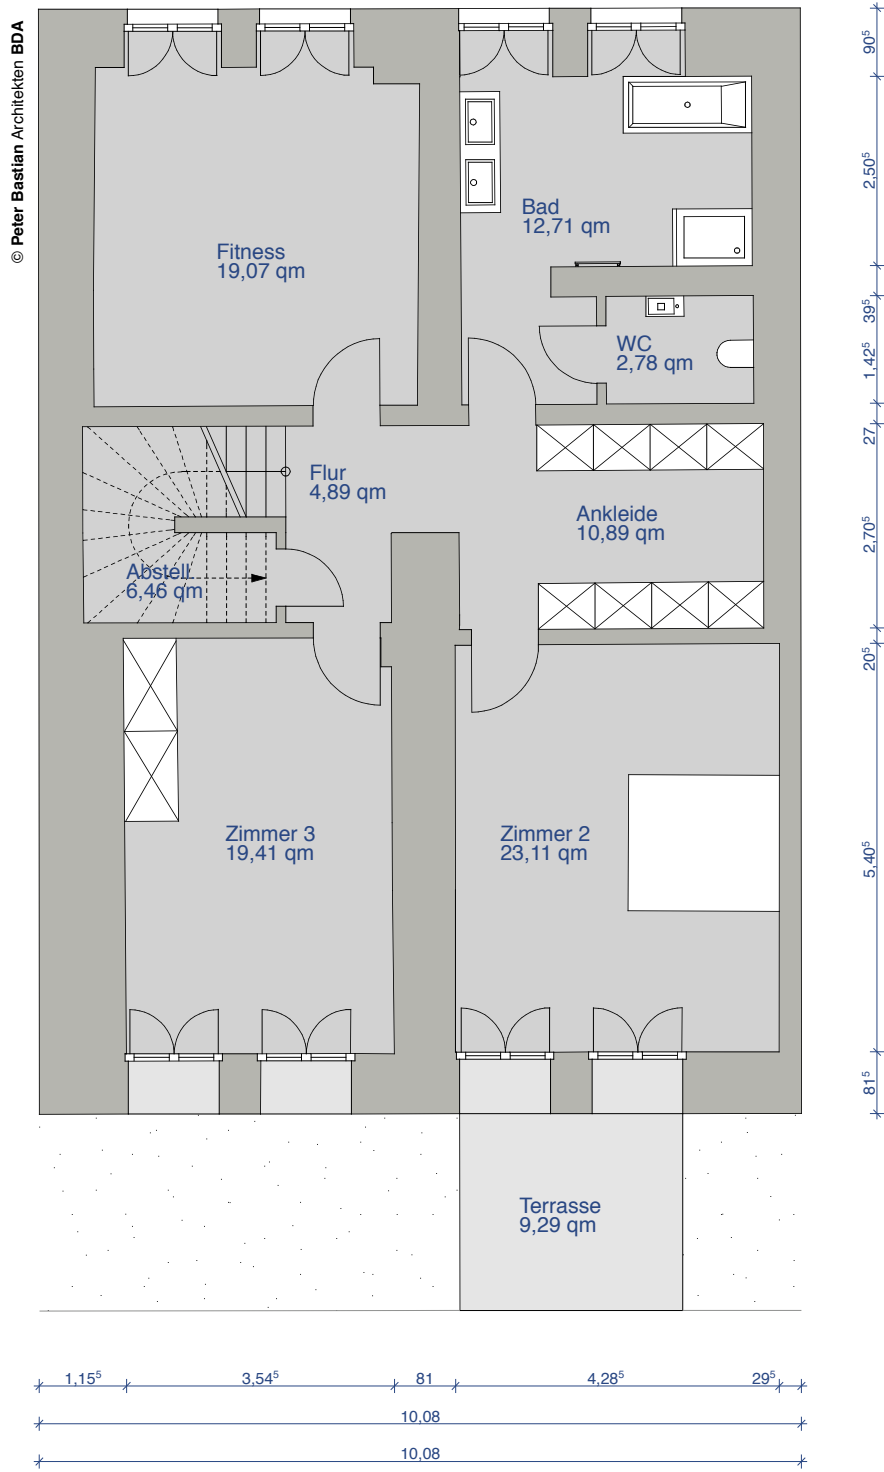 © Peter Bastian Architekten BDA
Fitness
19,07 qm
Bad
12,71 qm
WC
2,78 qm
Flur
4,89 qm
Ankleide
10,89 qm
Abstell
6,46 qm
Zimmer 3
19,41 qm
Zimmer 2
23,11 qm
Terrasse
9,29 qm
90⁵
2,50⁵
39⁵
1,42⁵
27
2,70⁵
20⁵
5,40⁵
81⁵
1,15⁵ 3,54⁵ 81 4,28⁵ 29⁵
10,08
10,08